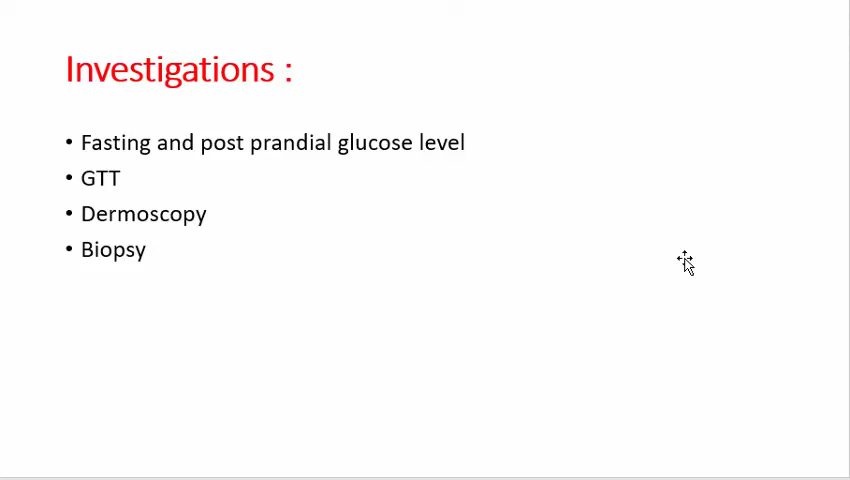 Investigations :
• Fasting and post prandial glucose level
• GTT
• Dermoscopy
• Biopsy